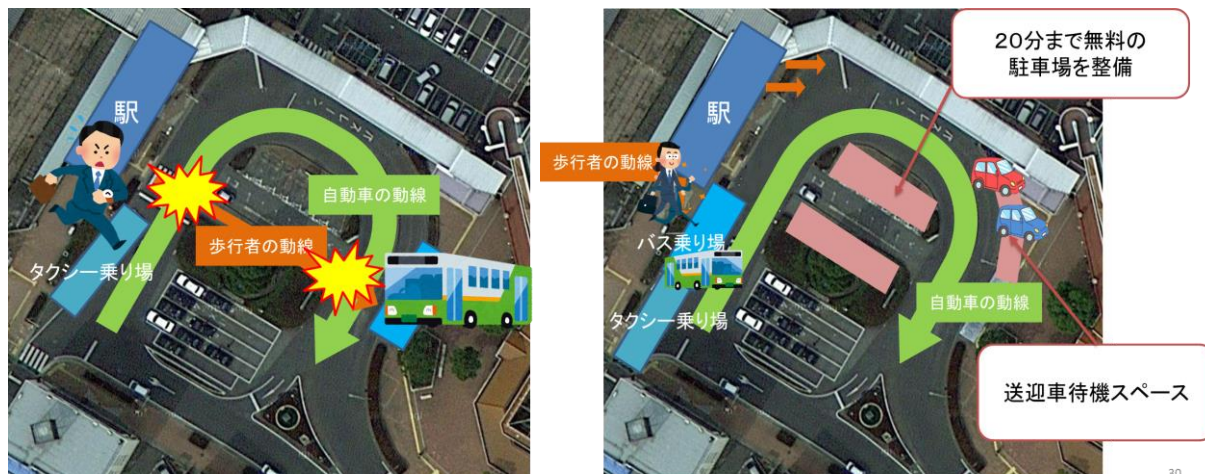 駅
自動車の動線
歩行者の動線
タクシー乗り場
20分まで無料の
駐車場を整備
駅
歩行者の動線
バス乗り場
タクシー乗り場
自動車の動線
送迎車待機スペース
30